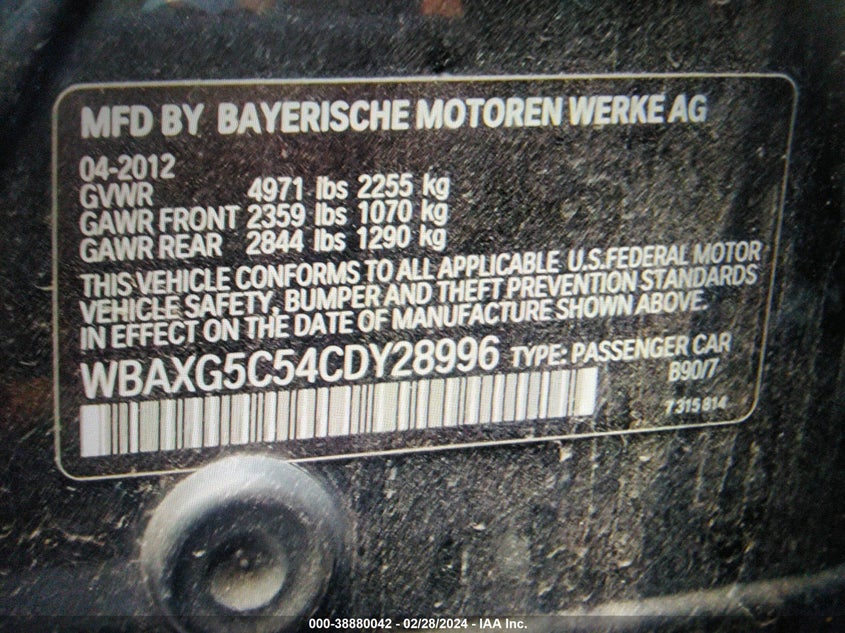 MFD BY BAYERISCHE MOTOREN WERKE AG
04-2012
GVWR 4971 lbs 2255 kg
GAWR FRONT 2359 lbs 1070 kg
GAWR REAR 2844 lbs 1290 kg
THIS VEHICLE CONFORMS TO ALL APPLICABLE U.S.FEDERAL MOTOR
VEHICLE SAFETY, BUMPER AND THEFT PREVENTION STANDARDS
IN EFFECT ON THE DATE OF MANUFACTURE SHOWN ABOVE.
WBAXG5C54CDY28996 TYPE: PASSENGER CAR
B90/7
7 315 814
000-38880042 - 02/28/2024 - IAA Inc.